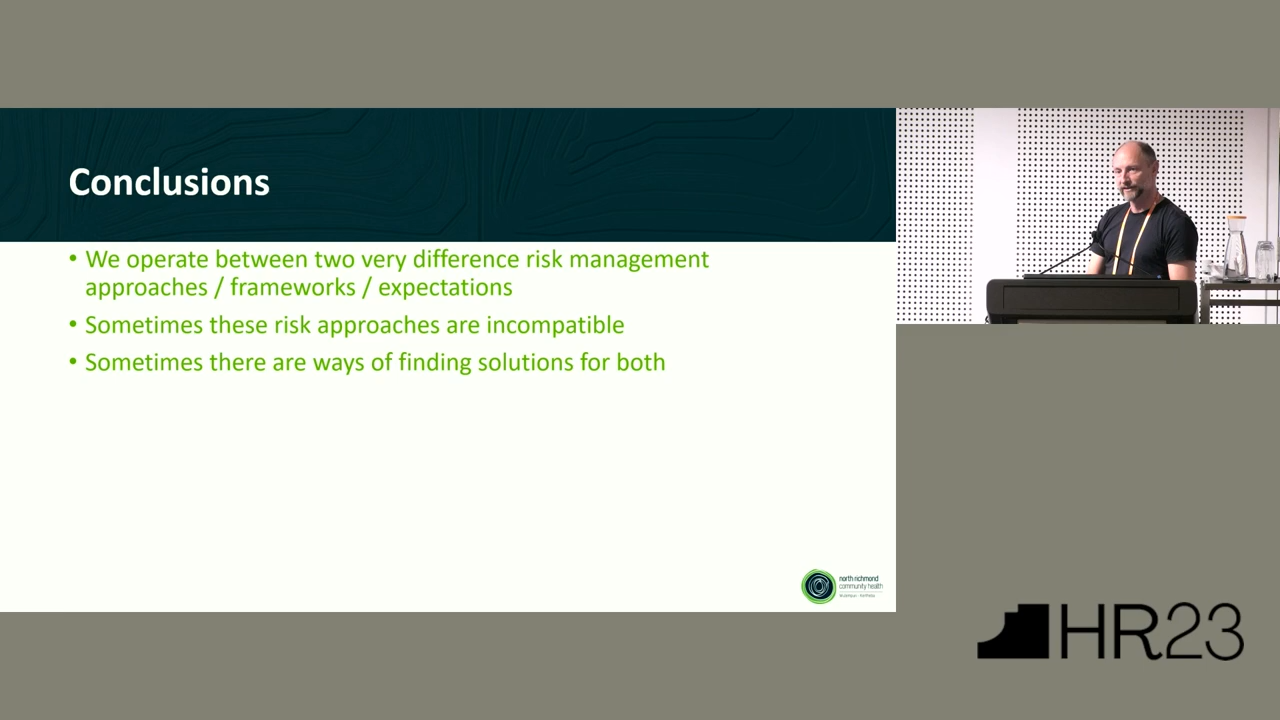 Conclusions
• We operate between two very difference risk management
approaches / frameworks / expectations
• Sometimes these risk approaches are incompatible
• Sometimes there are ways of finding solutions for both
north richmond
community health
HR23